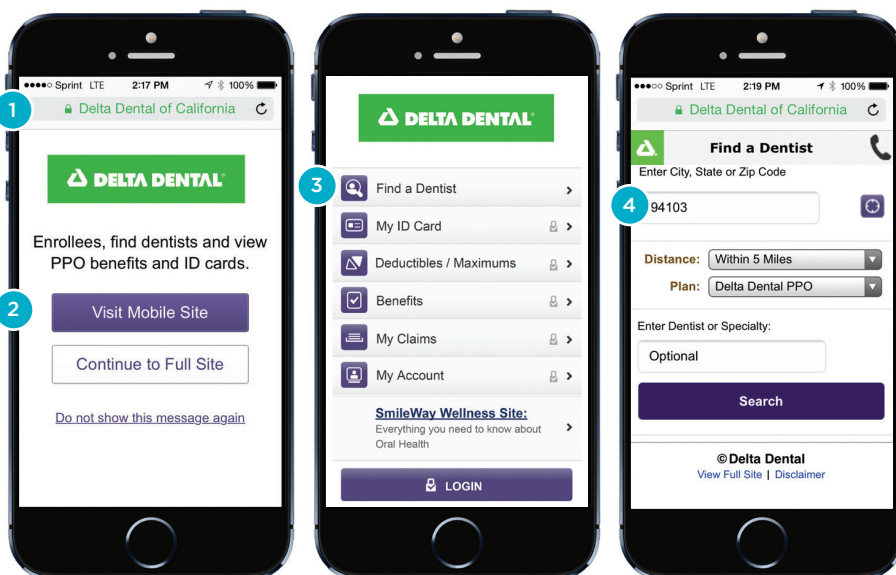 Sprint LTE 2:17 PM 100%
1
Delta Dental of California
DELTA DENTAL®
Enrollees, find dentists and view
PPO benefits and ID cards.
2
Visit Mobile Site
Continue to Full Site
Do not show this message again
DELTA DENTAL®
3
Find a Dentist
My ID Card
Deductibles / Maximums
Benefits
My Claims
My Account
SmileWay Wellness Site:
Everything you need to know about
Oral Health
LOGIN
Sprint LTE 2:19 PM 100%
Delta Dental of California
Find a Dentist
Enter City, State or Zip Code
4
94103
Distance: Within 5 Miles
Plan: Delta Dental PPO
Enter Dentist or Specialty:
Optional
Search
© Delta Dental
View Full Site | Disclaimer